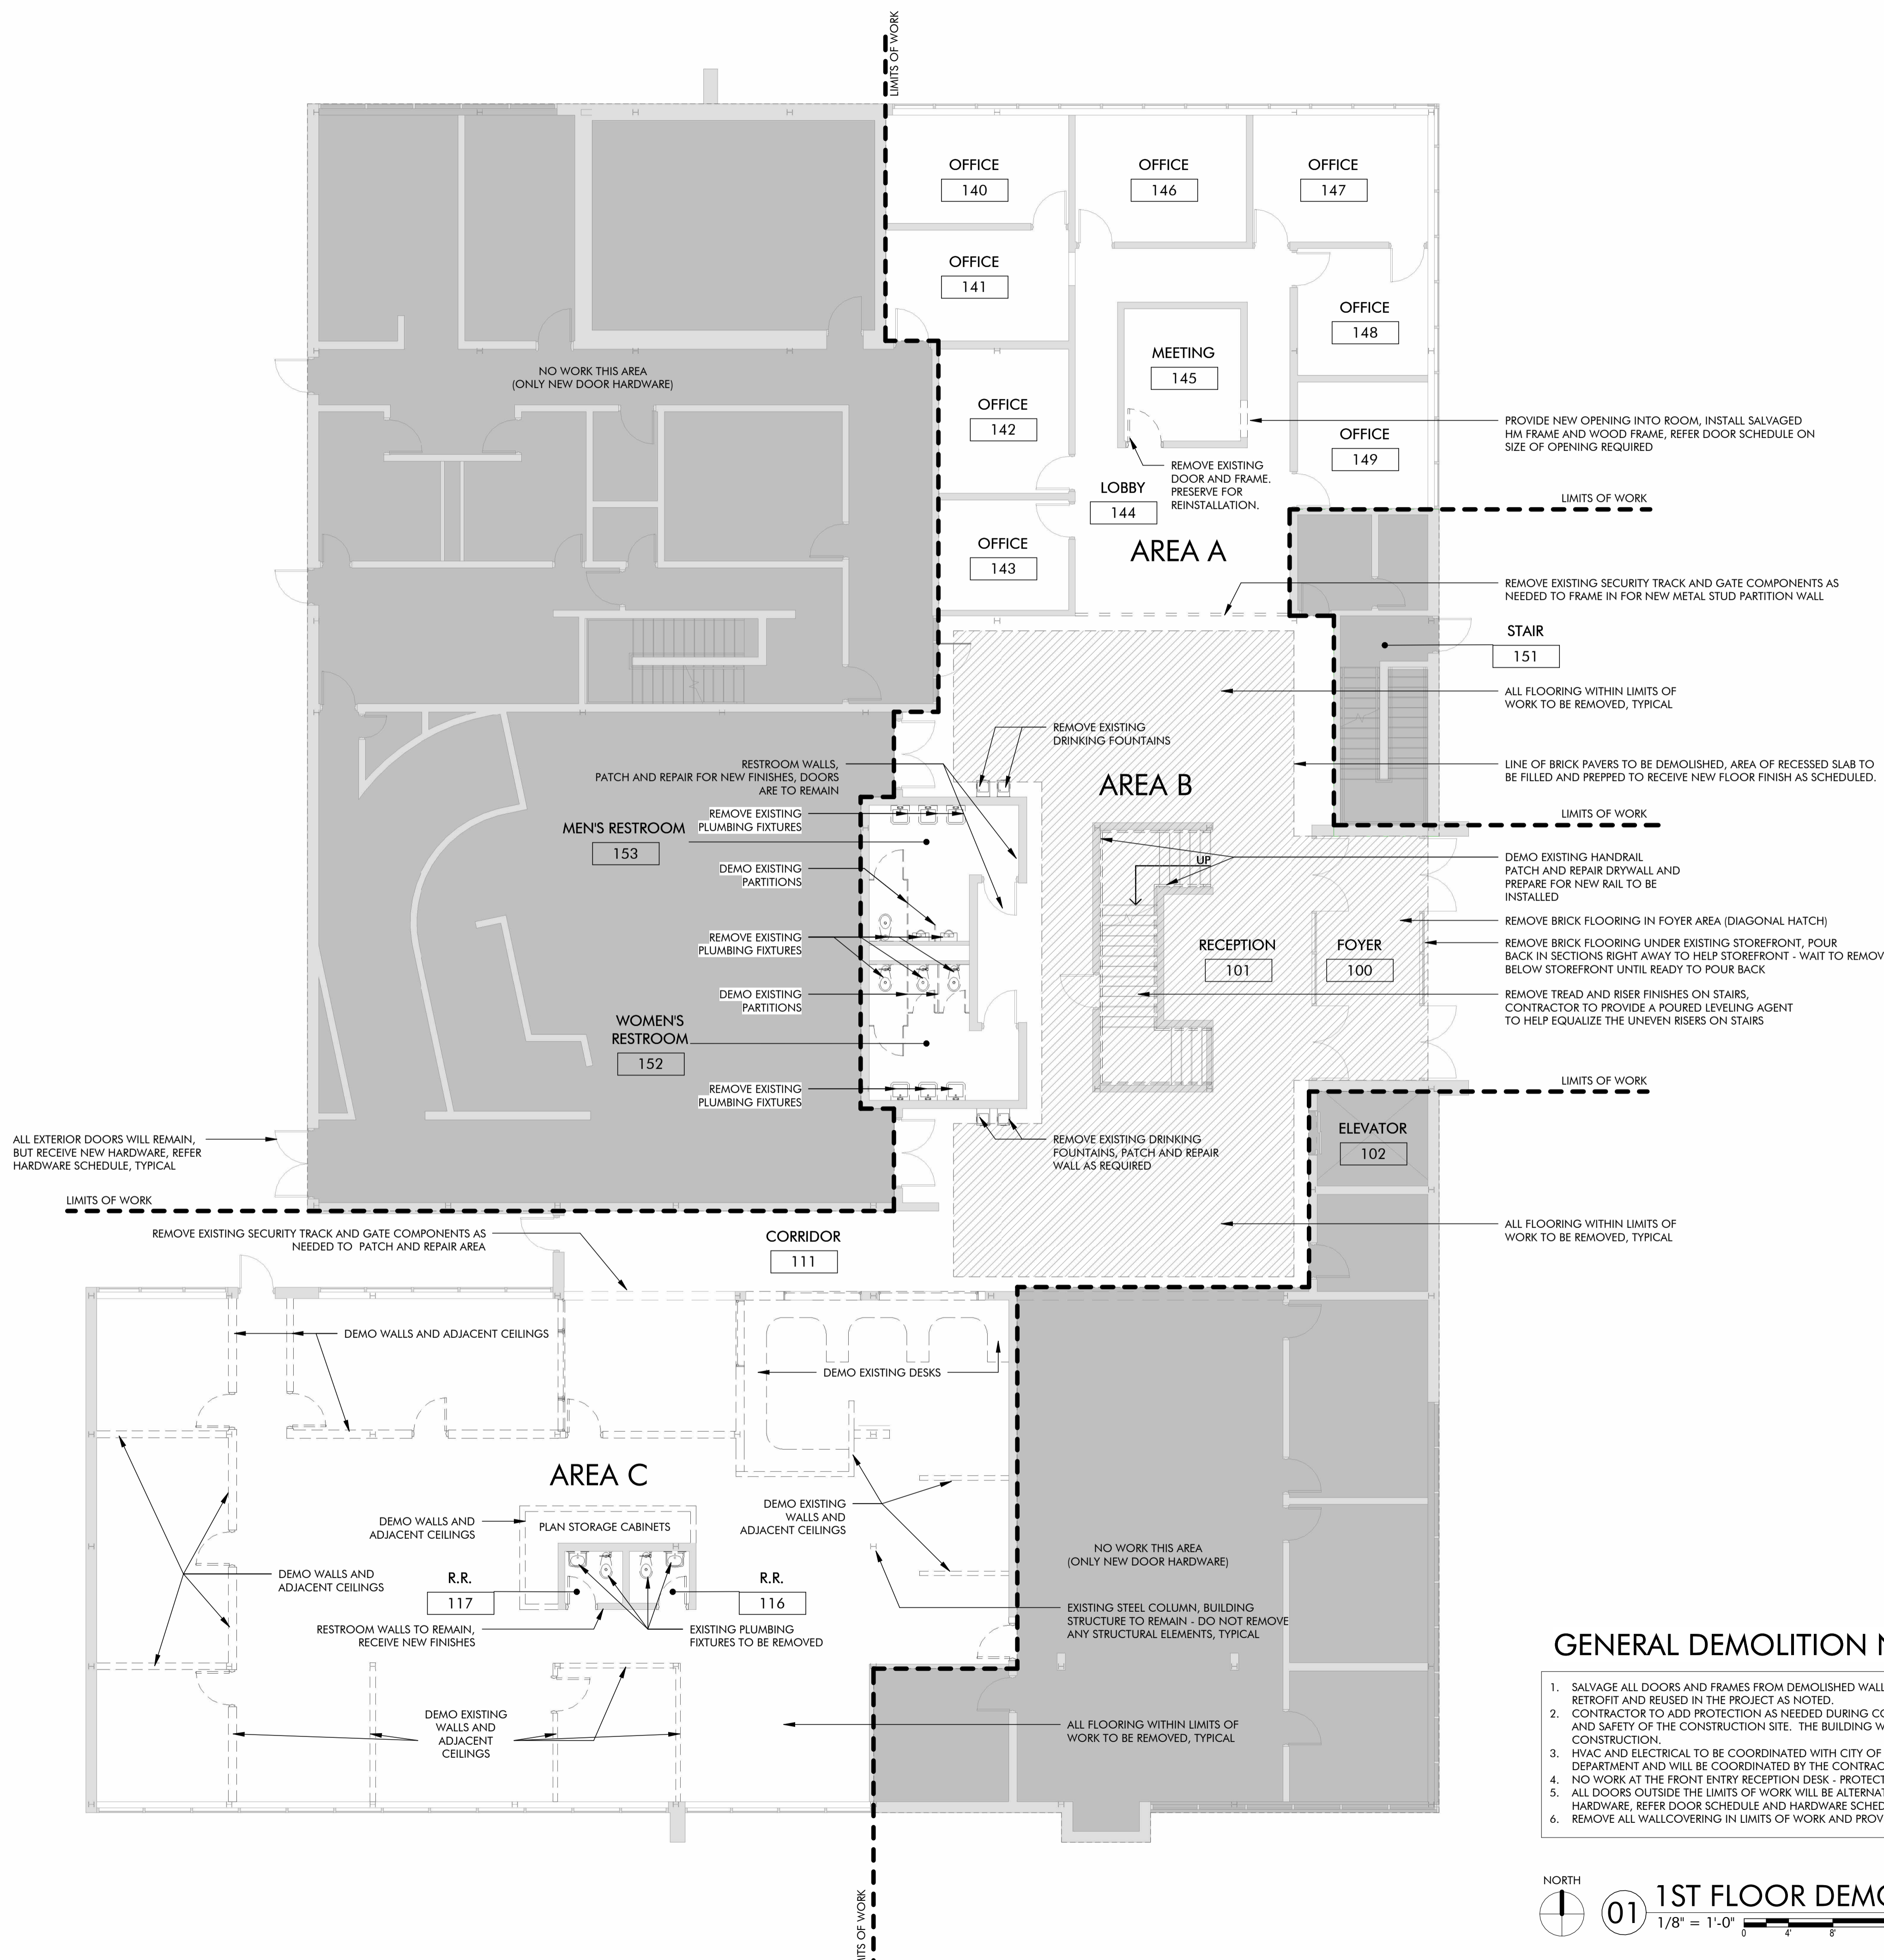 LIMITS OF WORK
OFFICE
140
OFFICE
146
OFFICE
147
OFFICE
141
OFFICE
148
MEETING
145
NO WORK THIS AREA
(ONLY NEW DOOR HARDWARE)
OFFICE
142
OFFICE
149
PROVIDE NEW OPENING INTO ROOM, INSTALL SALVAGED
HM FRAME AND WOOD FRAME, REFER DOOR SCHEDULE ON
SIZE OF OPENING REQUIRED
REMOVE EXISTING
DOOR AND FRAME.
PRESERVE FOR
REINSTALLATION.
LOBBY
144
LIMITS OF WORK
OFFICE
143
AREA A
REMOVE EXISTING SECURITY TRACK AND GATE COMPONENTS AS
NEEDED TO FRAME IN FOR NEW METAL STUD PARTITION WALL
STAIR
151
ALL FLOORING WITHIN LIMITS OF
WORK TO BE REMOVED, TYPICAL
REMOVE EXISTING
DRINKING FOUNTAINS
RESTROOM WALLS,
PATCH AND REPAIR FOR NEW FINISHES, DOORS
ARE TO REMAIN
AREA B
LINE OF BRICK PAVERS TO BE DEMOLISHED, AREA OF RECESSED SLAB TO
BE FILLED AND PREPPED TO RECEIVE NEW FLOOR FINISH AS SCHEDULED.
REMOVE EXISTING
PLUMBING FIXTURES
LIMITS OF WORK
MEN'S RESTROOM
153
DEMO EXISTING
PARTITIONS
UP
DEMO EXISTING HANDRAIL
PATCH AND REPAIR DRYWALL AND
PREPARE FOR NEW RAIL TO BE
INSTALLED
REMOVE BRICK FLOORING IN FOYER AREA (DIAGONAL HATCH)
REMOVE EXISTING
PLUMBING FIXTURES
RECEPTION
101
FOYER
100
REMOVE BRICK FLOORING UNDER EXISTING STOREFRONT, POUR
BACK IN SECTIONS RIGHT AWAY TO HELP STOREFRONT - WAIT TO REMOV
BELOW STOREFRONT UNTIL READY TO POUR BACK
DEMO EXISTING
PARTITIONS
REMOVE TREAD AND RISER FINISHES ON STAIRS,
CONTRACTOR TO PROVIDE A POURED LEVELING AGENT
TO HELP EQUALIZE THE UNEVEN RISERS ON STAIRS
WOMEN'S
RESTROOM
152
REMOVE EXISTING
PLUMBING FIXTURES
LIMITS OF WORK
ELEVATOR
102
ALL EXTERIOR DOORS WILL REMAIN,
BUT RECEIVE NEW HARDWARE, REFER
HARDWARE SCHEDULE, TYPICAL
REMOVE EXISTING DRINKING
FOUNTAINS, PATCH AND REPAIR
WALL AS REQUIRED
LIMITS OF WORK
ALL FLOORING WITHIN LIMITS OF
WORK TO BE REMOVED, TYPICAL
REMOVE EXISTING SECURITY TRACK AND GATE COMPONENTS AS
NEEDED TO PATCH AND REPAIR AREA
CORRIDOR
111
DEMO WALLS AND ADJACENT CEILINGS
DEMO EXISTING DESKS
AREA C
DEMO EXISTING
WALLS AND
ADJACENT CEILINGS
DEMO WALLS AND
ADJACENT CEILINGS
PLAN STORAGE CABINETS
NO WORK THIS AREA
(ONLY NEW DOOR HARDWARE)
DEMO WALLS AND
ADJACENT CEILINGS
R.R.
117
R.R.
116
RESTROOM WALLS TO REMAIN,
RECEIVE NEW FINISHES
EXISTING PLUMBING
FIXTURES TO BE REMOVED
EXISTING STEEL COLUMN, BUILDING
STRUCTURE TO REMAIN - DO NOT REMOVE
ANY STRUCTURAL ELEMENTS, TYPICAL
DEMO EXISTING
WALLS AND
ADJACENT
CEILINGS
ALL FLOORING WITHIN LIMITS OF
WORK TO BE REMOVED, TYPICAL
GENERAL DEMOLITION N
1. SALVAGE ALL DOORS AND FRAMES FROM DEMOLISHED WALL
RETROFIT AND REUSED IN THE PROJECT AS NOTED.
2. CONTRACTOR TO ADD PROTECTION AS NEEDED DURING CO
AND SAFETY OF THE CONSTRUCTION SITE. THE BUILDING W
CONSTRUCTION.
3. HVAC AND ELECTRICAL TO BE COORDINATED WITH CITY OF
DEPARTMENT AND WILL BE COORDINATED BY THE CONTRAC
4. NO WORK AT THE FRONT ENTRY RECEPTION DESK - PROTECT
5. ALL DOORS OUTSIDE THE LIMITS OF WORK WILL BE ALTERNAT
HARDWARE, REFER DOOR SCHEDULE AND HARDWARE SCHED
6. REMOVE ALL WALLCOVERING IN LIMITS OF WORK AND PROV
ITS OF WORK
NORTH
01
1ST FLOOR DEMO
1/8" = 1'-0"
0 4' 8'